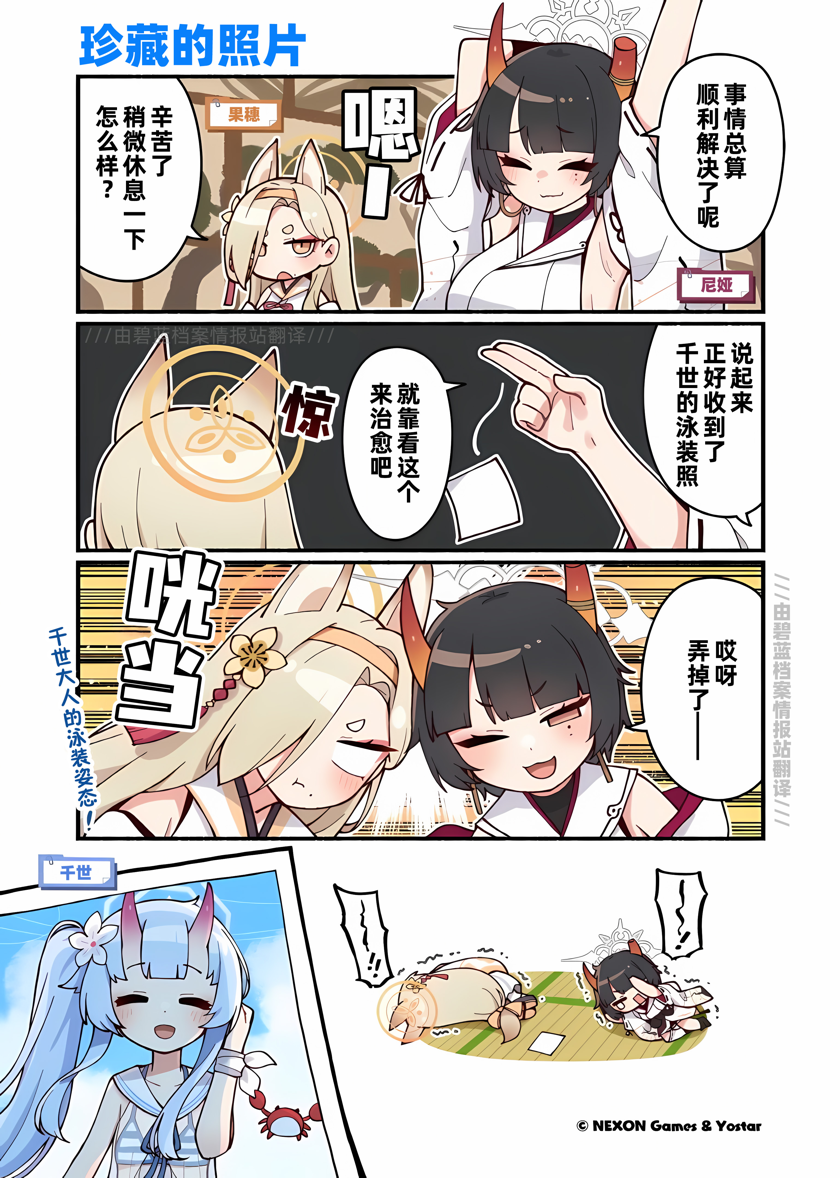 珍藏的照片
事情总算
顺利解决了呢
尼娅
嗯—
果穗
辛苦了
稍微休息一下
怎么样？
///由碧蓝档案情报站翻译///
说起来
正好收到了
千世的泳装照
就靠看这个
来治愈吧
惊
哎呀
弄掉了——
咣当
千世大人的泳装姿态！
///由碧蓝档案情报站翻译///
千世
© NEXON Games & Yostar